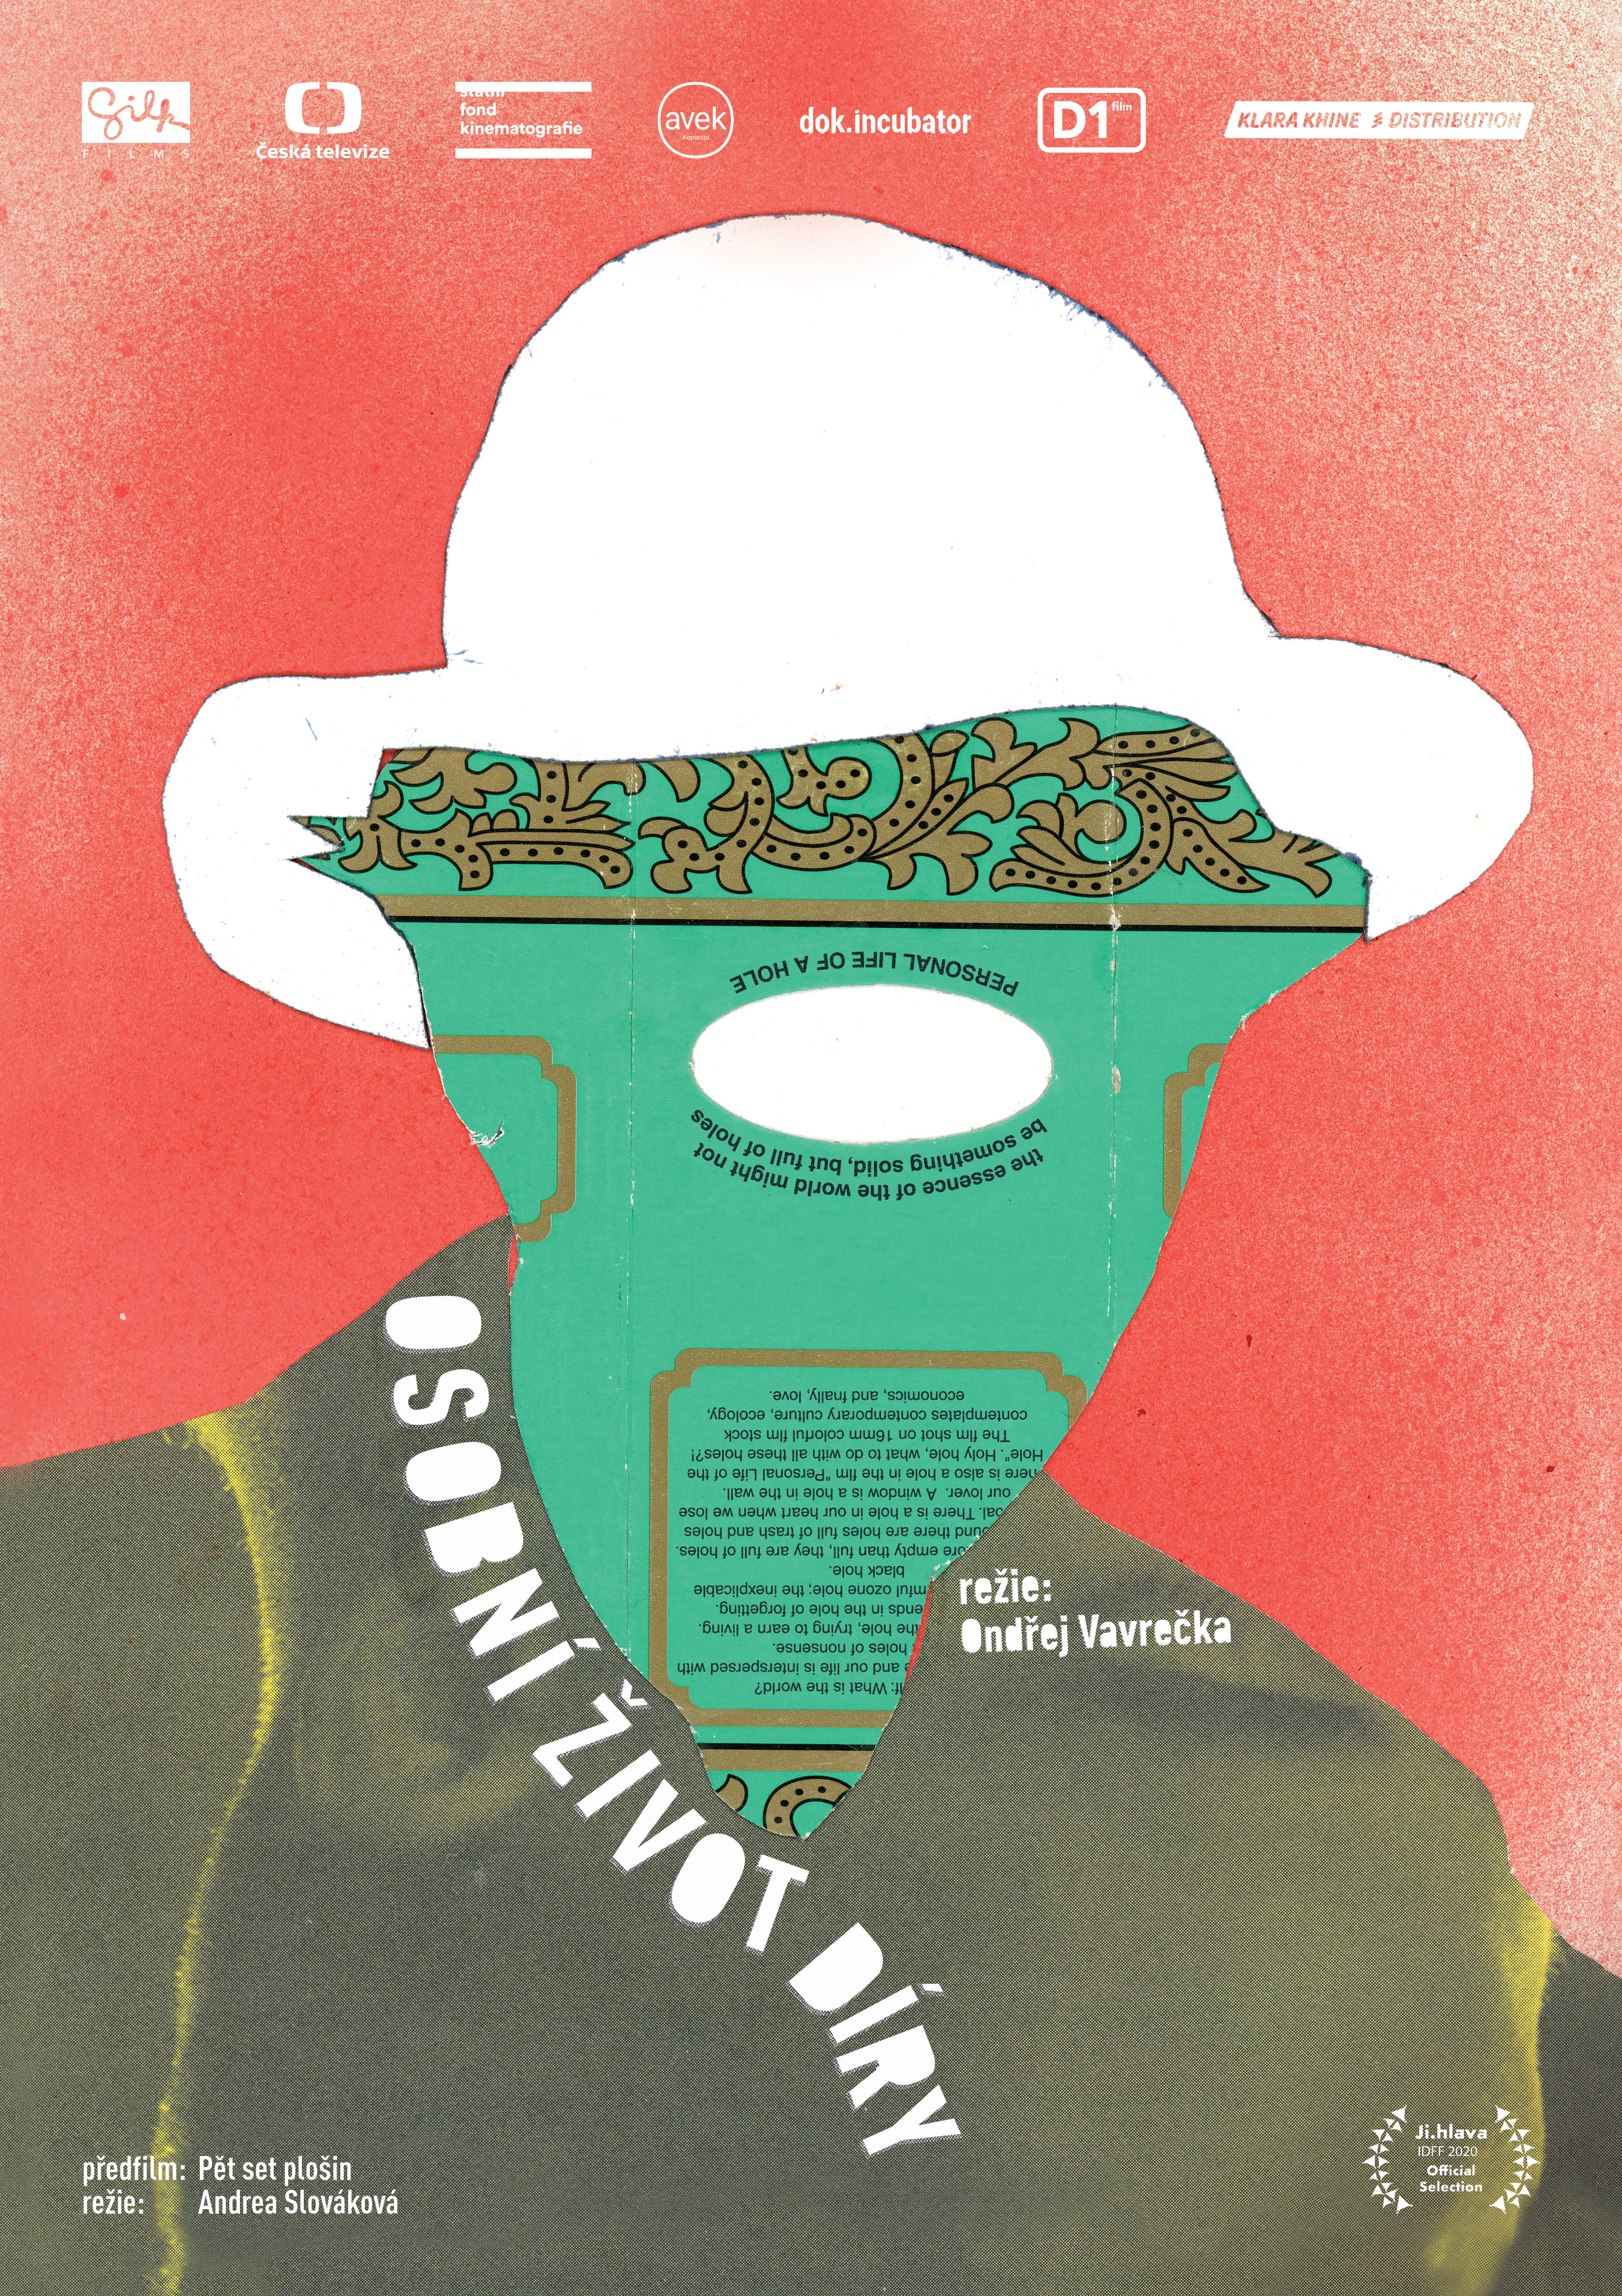 Silk
FILMS
Česká televize
státní
fond
kinematografie
avek
Kopiosto
dok.incubator
D1 film
KLARA KHINE DISTRIBUTION
PERSONAL LIFE OF A HOLE
the essence of the world might not
be something solid, but full of holes
lf: What is the world?
and our life is interspersed with
holes of nonsense.
the hole, trying to earn a living.
ends in the hole of forgetting.
mful ozone hole; the inexplicable
black hole.
ore empty than full, they are full of holes.
und there are holes full of trash and holes
oal. There is a hole in our heart when we lose
our lover. A window is a hole in the wall.
here is also a hole in the film "Personal Life of the
Hole". Holy hole, what to do with all these holes?!
The film shot on 16mm colorful film stock
contemplates contemporary culture, ecology,
economics, and finally, love.
OSOBNÍ ŽIVOT DÍRY
režie:
Ondřej Vavrečka
předfilm: Pět set plošin
režie: Andrea Slováková
Ji.hlava
IDFF 2020
Official
Selection